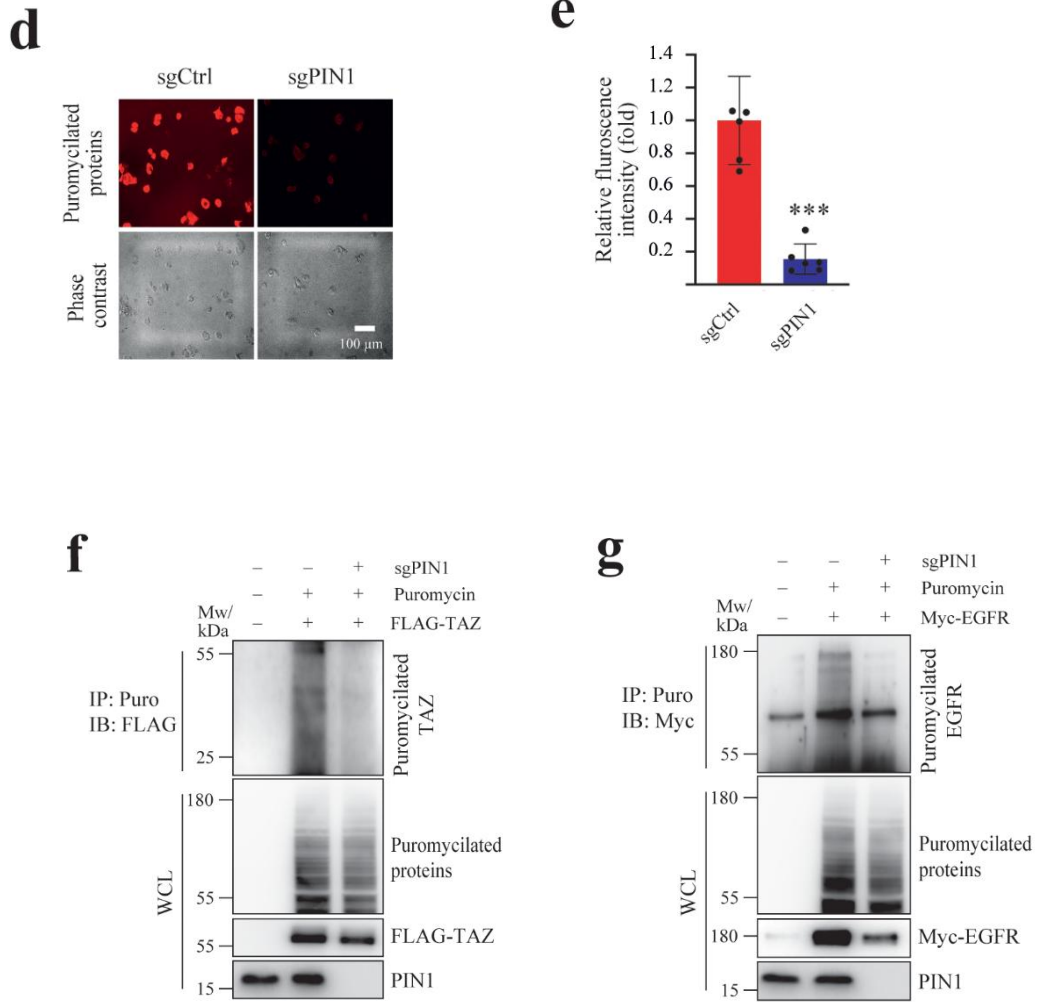 d
sgCtrl sgPIN1
Puromycilated
proteins
Phase
contrast
100 μm
e
Relative fluroscence
intensity (fold)
1.4
1.2
1.0
0.8
0.6
0.4
0.2
***
sgCtrl
sgPIN1
f
– – + sgPIN1
– + + Puromycin
– + + FLAG-TAZ
Mw/
kDa
55
25
IP: Puro
IB: FLAG
Puromycilated
TAZ
WCL
180
55
Puromycilated
proteins
55
FLAG-TAZ
15
PIN1
g
– – + sgPIN1
– + + Puromycin
– + + Myc-EGFR
Mw/
kDa
180
55
IP: Puro
IB: Myc
Puromycilated
EGFR
WCL
180
55
Puromycilated
proteins
180
Myc-EGFR
15
PIN1